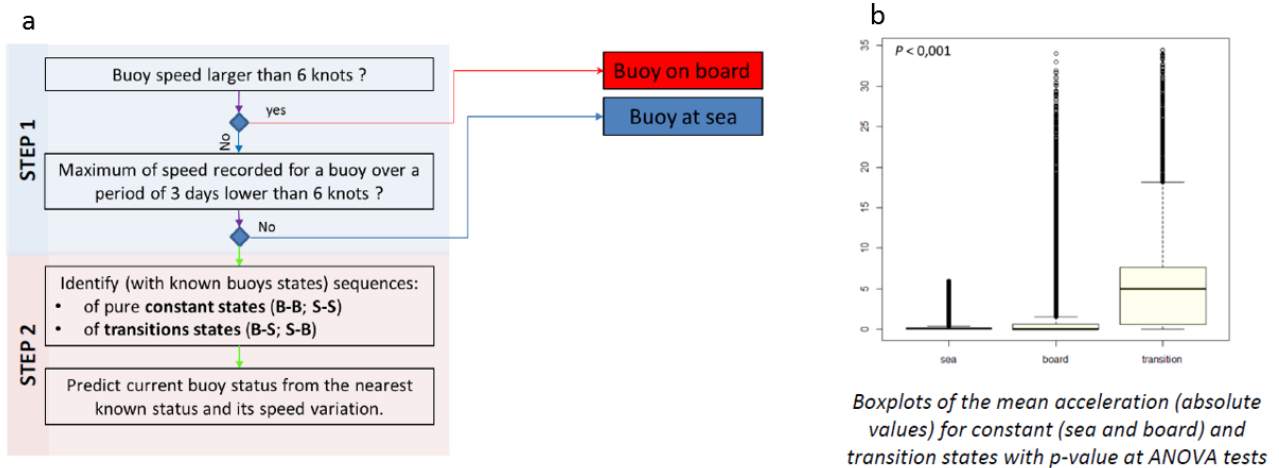 a
STEP 1
Buoy speed larger than 6 knots ?
yes
No
Buoy on board
Buoy at sea
Maximum of speed recorded for a buoy over a
period of 3 days lower than 6 knots ?
No
STEP 2
Identify (with known buoys states) sequences:
• of pure constant states (B-B; S-S)
• of transitions states (B-S; S-B)
Predict current buoy status from the nearest
known status and its speed variation.
b
P < 0,001
35
30
25
20
15
10
5
0
sea board transition
Boxplots of the mean acceleration (absolute
values) for constant (sea and board) and
transition states with p-value at ANOVA tests